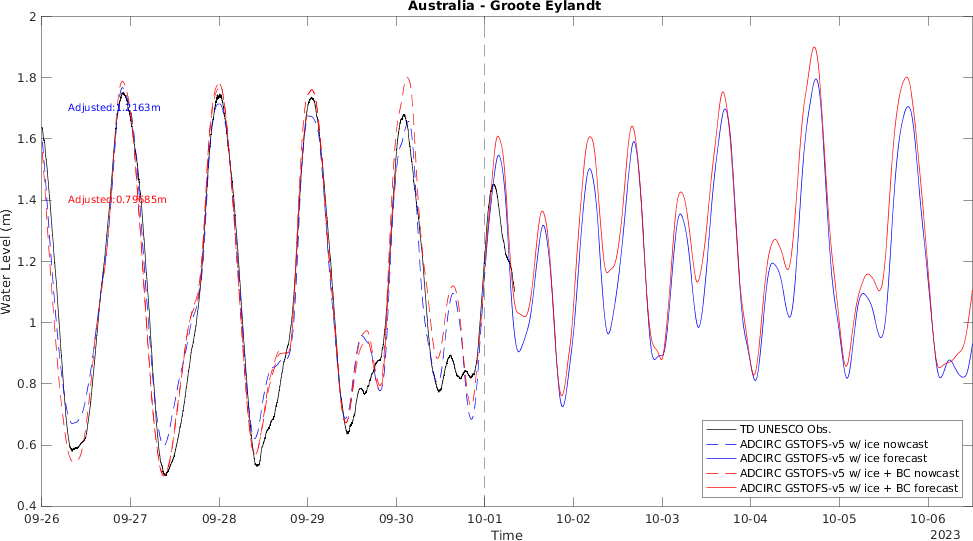 Australia - Groote Eylandt
2
1.8
Adjusted:1.2163m
1.6
1.4
Adjusted:0.79685m
1.2
1
0.8
0.6
0.4
Water Level (m)
TD UNESCO Obs.
ADCIRC GSTOFS-v5 w/ ice nowcast
ADCIRC GSTOFS-v5 w/ ice forecast
ADCIRC GSTOFS-v5 w/ ice + BC nowcast
ADCIRC GSTOFS-v5 w/ ice + BC forecast
09-26 09-27 09-28 09-29 09-30 10-01 10-02 10-03 10-04 10-05 10-06
Time
2023